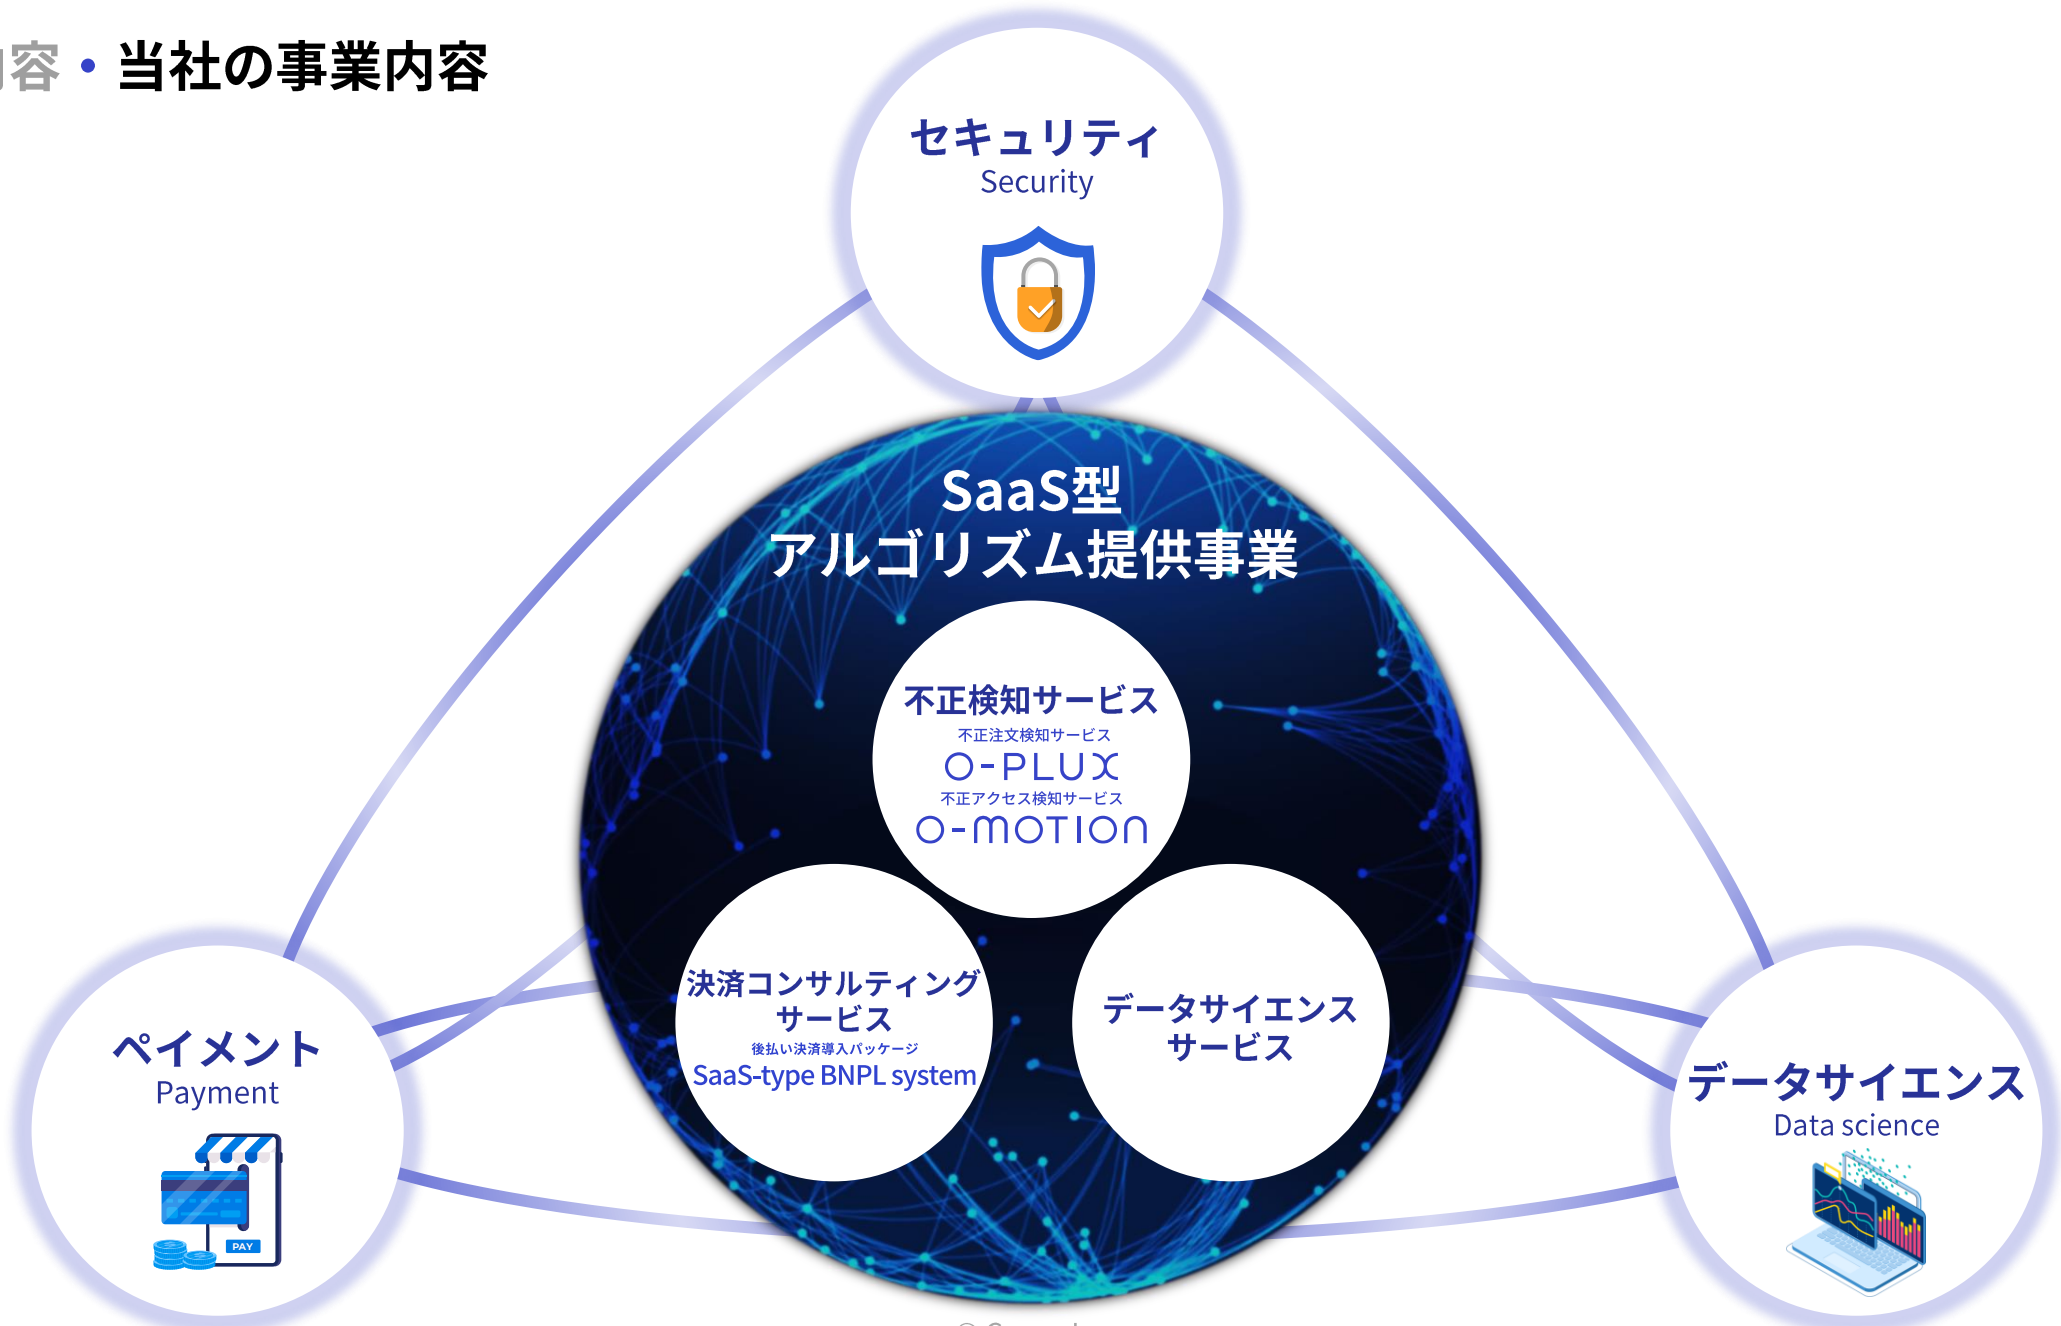 容・当社の事業内容
セキュリティ
Security
SaaS型
アルゴリズム提供事業
不正検知サービス
不正注文検知サービス
O-PLUX
不正アクセス検知サービス
O-MOTION
決済コンサルティング
サービス
後払い決済導入パッケージ
SaaS-type BNPL system
データサイエンス
サービス
ペイメント
Payment
PAY
データサイエンス
Data science